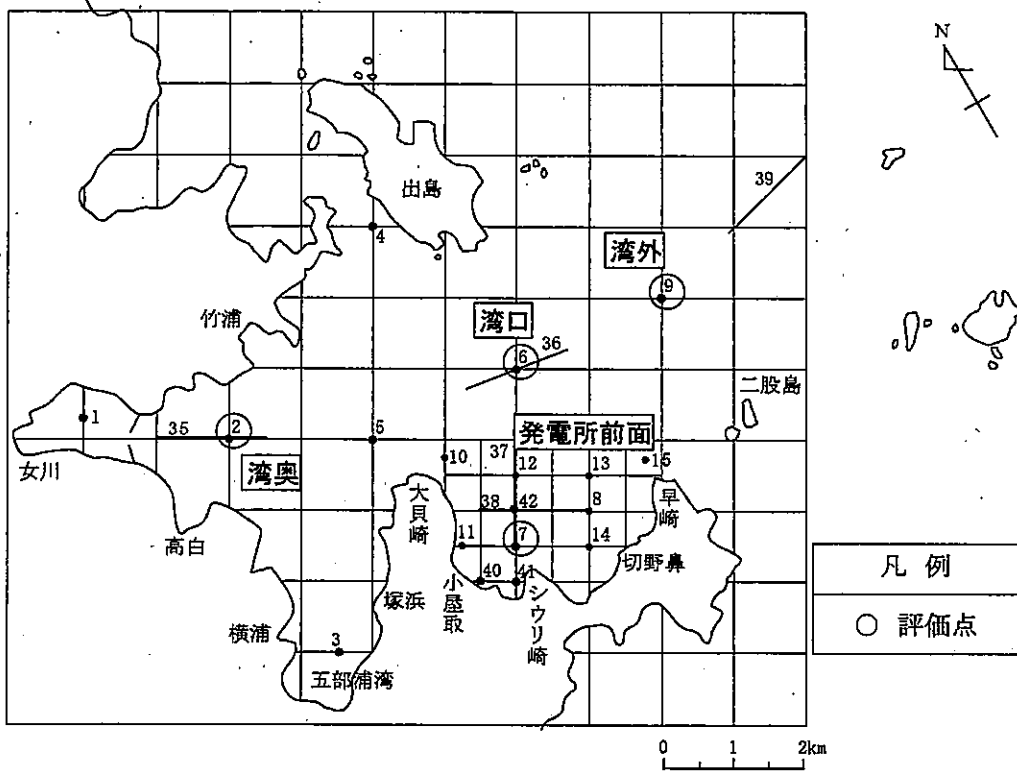 N
出島
39
4
湾外
9
竹浦
湾口
36
6
二股島
1
35
2
5
発電所前面
37
10
12
13
15
女川
湾奥
大貝崎
38
42
8
早崎
高白
11
7
14
切野鼻
40
41
小屋取
シウリ崎
塚浜
横浦
3
五部浦湾
凡 例
○ 評価点
0 1 2km